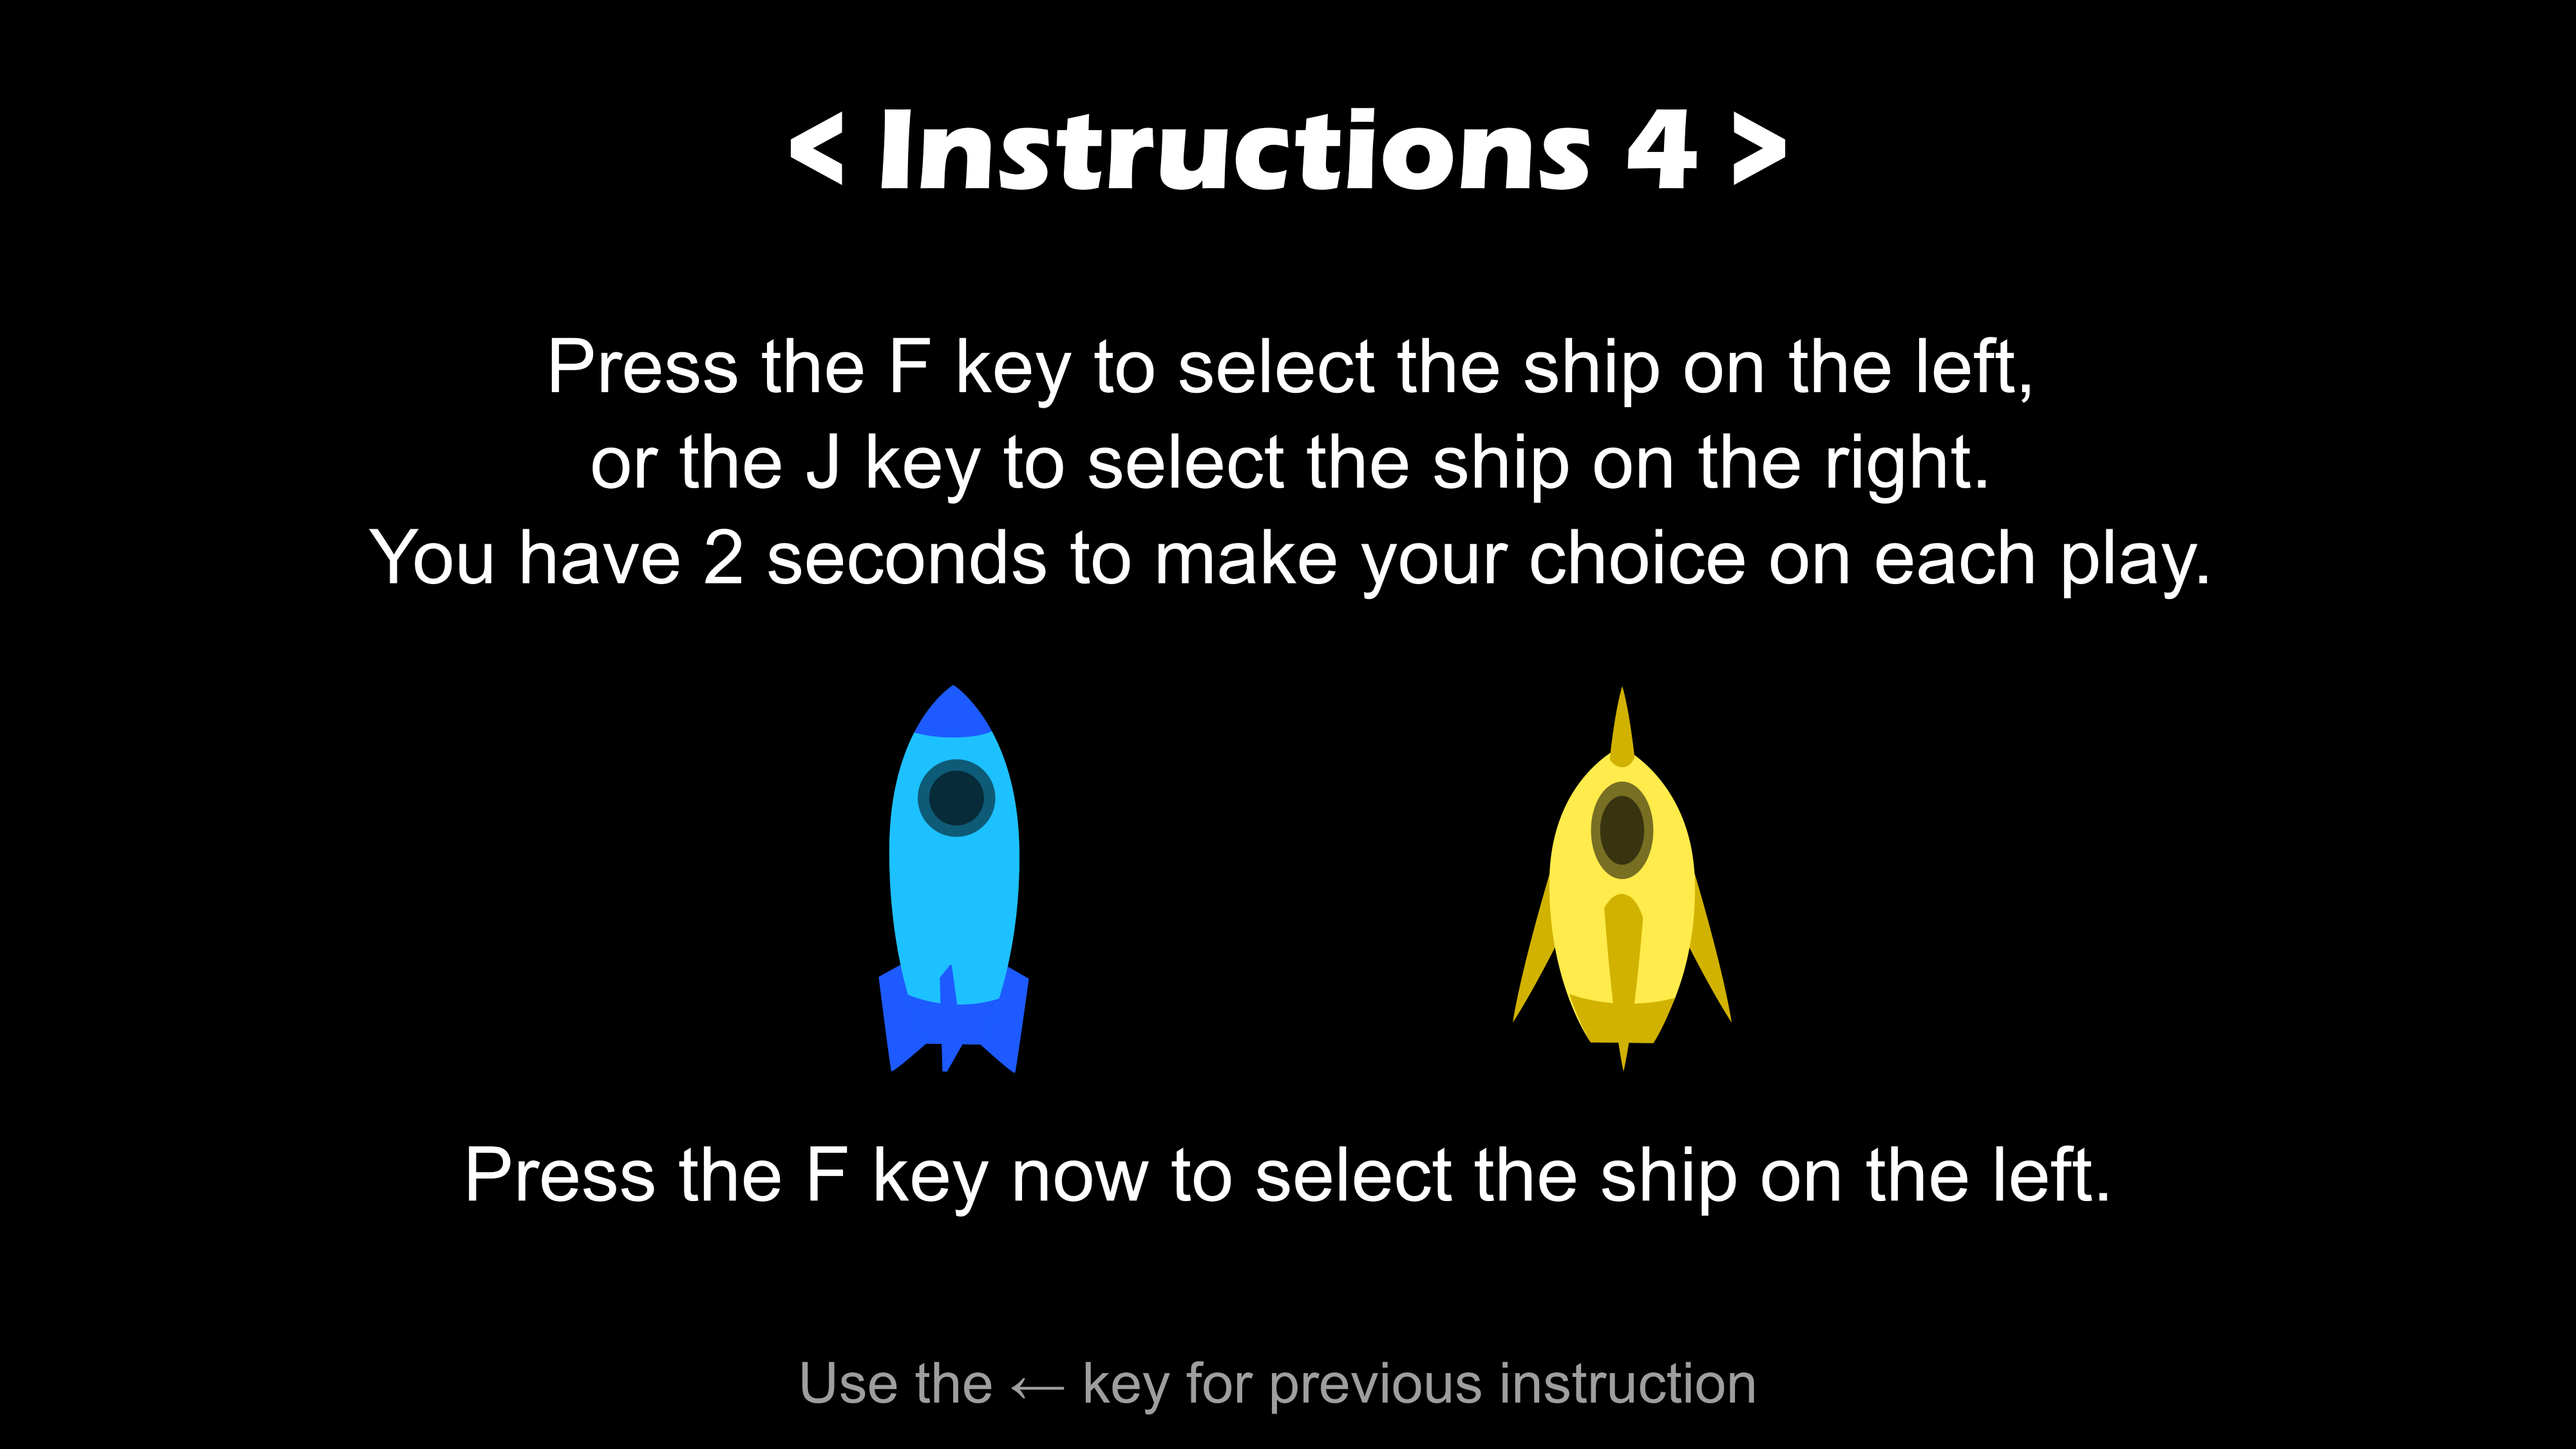 < Instructions 4 >
Press the F key to select the ship on the left,
or the J key to select the ship on the right.
You have 2 seconds to make your choice on each play.
Press the F key now to select the ship on the left.
Use the ← key for previous instruction